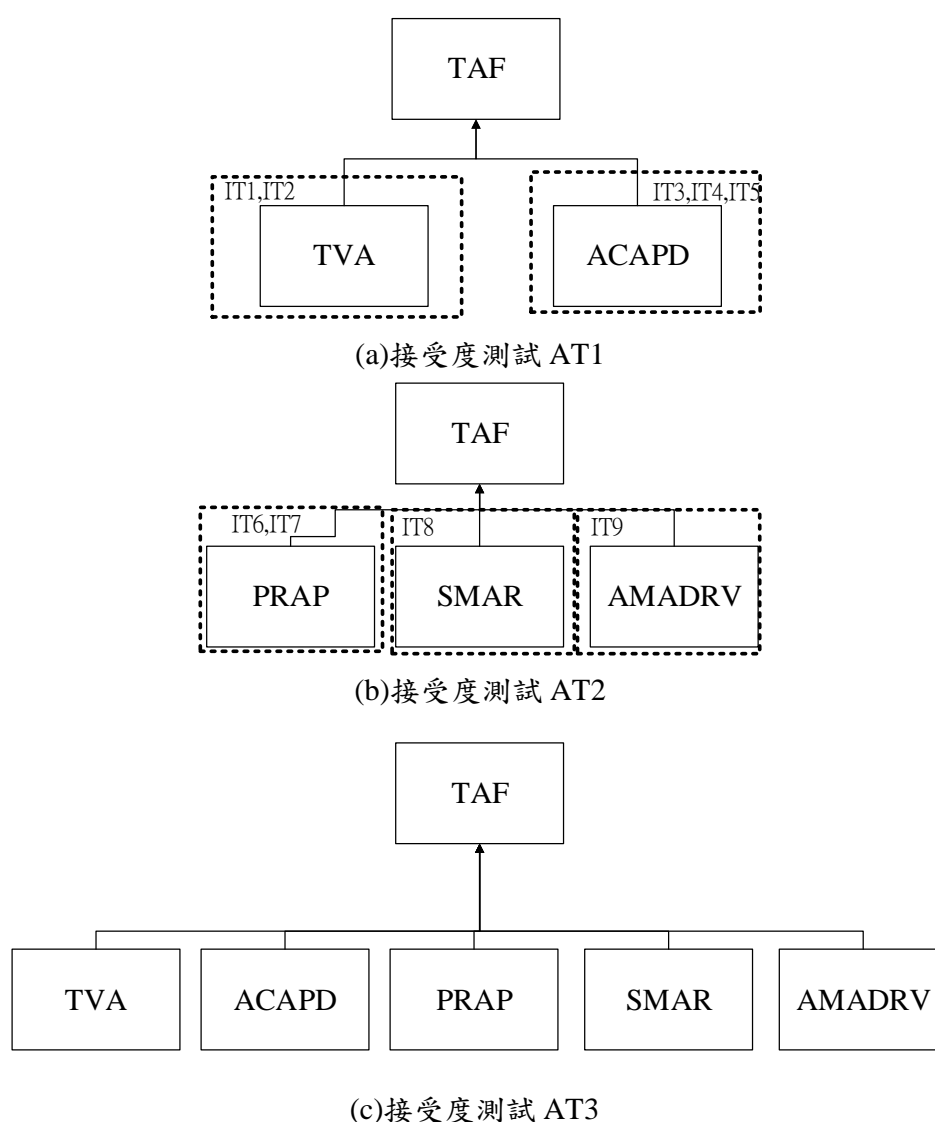 TAF
IT1,IT2
IT3,IT4,IT5
TVA
ACAPD
(a)接受度測試 AT1
TAF
IT6,IT7
IT8
IT9
PRAP
SMAR
AMADRV
(b)接受度測試 AT2
TAF
TVA
ACAPD
PRAP
SMAR
AMADRV
(c)接受度測試 AT3